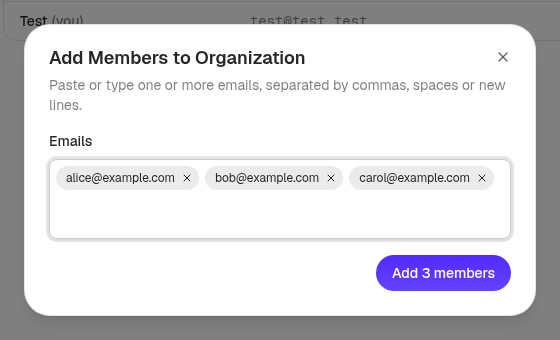 Test (you) test@test.test
Add Members to Organization
Paste or type one or more emails, separated by commas, spaces or new
lines.
Emails
alice@example.com bob@example.com carol@example.com
Add 3 members